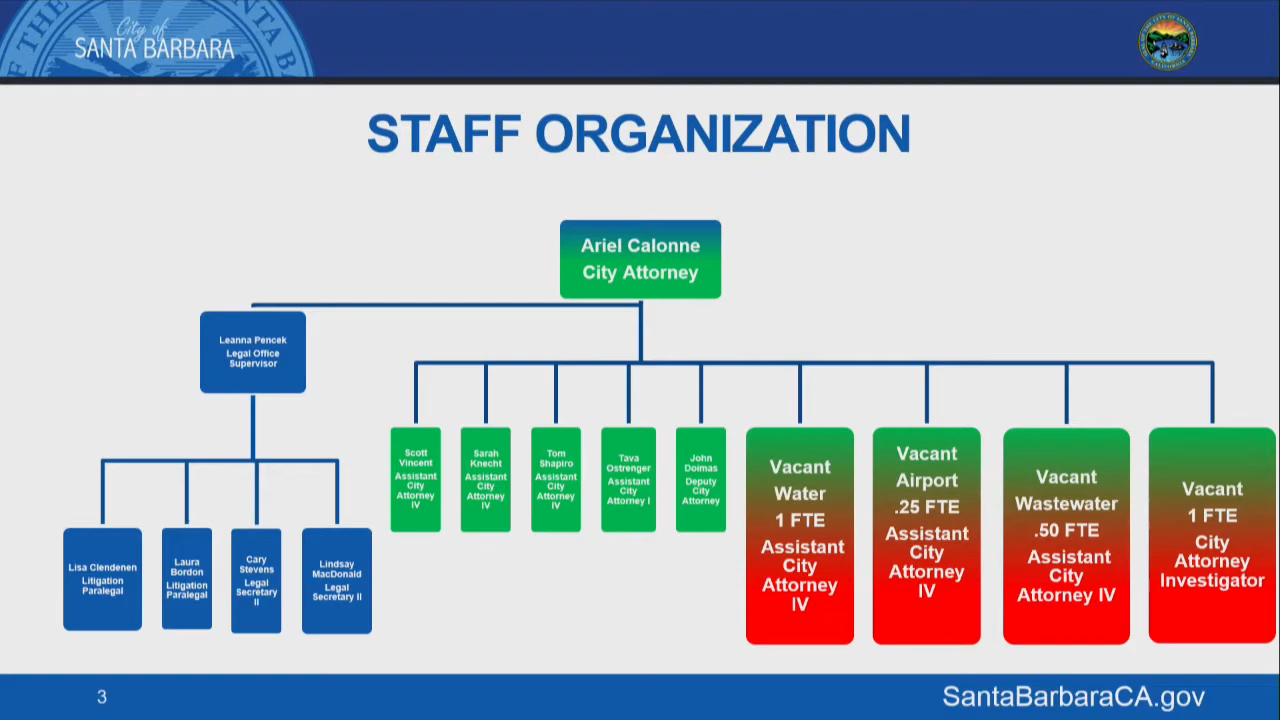 City of
SANTA BARBARA
STAFF ORGANIZATION
Ariel Calonne
City Attorney
Leanna Pencek
Legal Office
Supervisor
Lisa Clendenen
Litigation
Paralegal
Laura
Bordon
Litigation
Paralegal
Cary
Stevens
Legal
Secretary
II
Lindsay
MacDonald
Legal
Secretary II
Scott
Vincent
Assistant
City
Attorney
IV
Sarah
Knecht
Assistant
City
Attorney
IV
Tom
Shapiro
Assistant
City
Attorney
IV
Tava
Ostrenger
Assistant
City
Attorney I
John
Doimas
Deputy
City
Attorney
Vacant
Water
1 FTE
Assistant
City
Attorney
IV
Vacant
Airport
.25 FTE
Assistant
City
Attorney
IV
Vacant
Wastewater
.50 FTE
Assistant
City
Attorney IV
Vacant
1 FTE
City
Attorney
Investigator
3
SantaBarbaraCA.gov